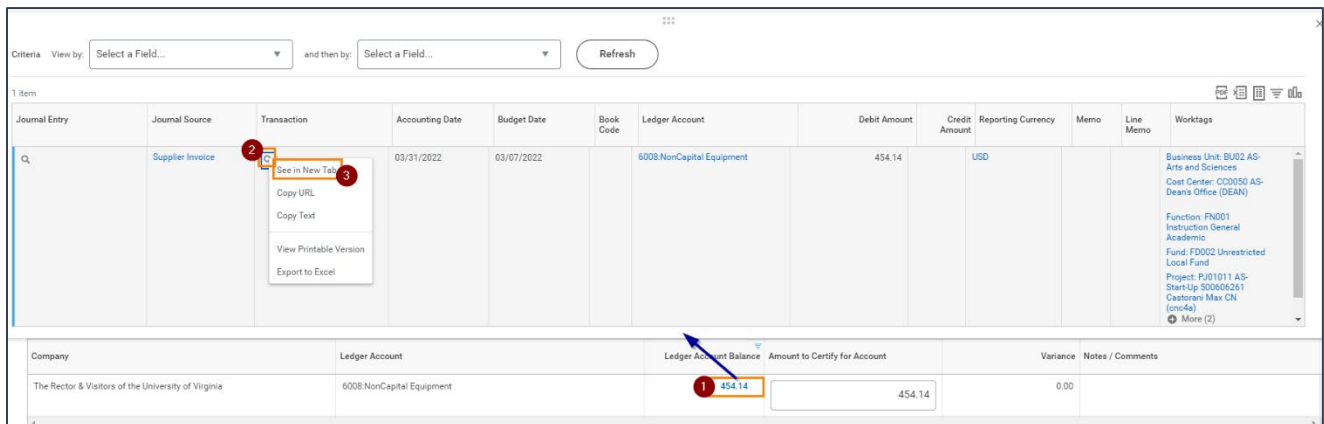 Criteria View by: Select a Field... and then by: Select a Field... Refresh
1 item
PDF
Journal Entry Journal Source Transaction Accounting Date Budget Date Book Code Ledger Account Debit Amount Credit Amount Reporting Currency Memo Line Memo Worktags
2
Supplier Invoice 03/31/2022 03/07/2022 6008:NonCapital Equipment 454.14 USD
See in New Tab 3
Copy URL
Copy Text
View Printable Version
Export to Excel
Business Unit: BU02 AS-
Arts and Sciences
Cost Center: CC0050 AS-
Dean's Office (DEAN)
Function: FN001
Instruction General
Academic
Fund: FD002 Unrestricted
Local Fund
Project: PJ01011 AS-
Start-Up 500606261
Castorani Max CN
(cnc4a)
More (2)
Company Ledger Account Ledger Account Balance Amount to Certify for Account Variance Notes / Comments
The Rector & Visitors of the University of Virginia 6008:NonCapital Equipment 1 454.14 454.14 0.00